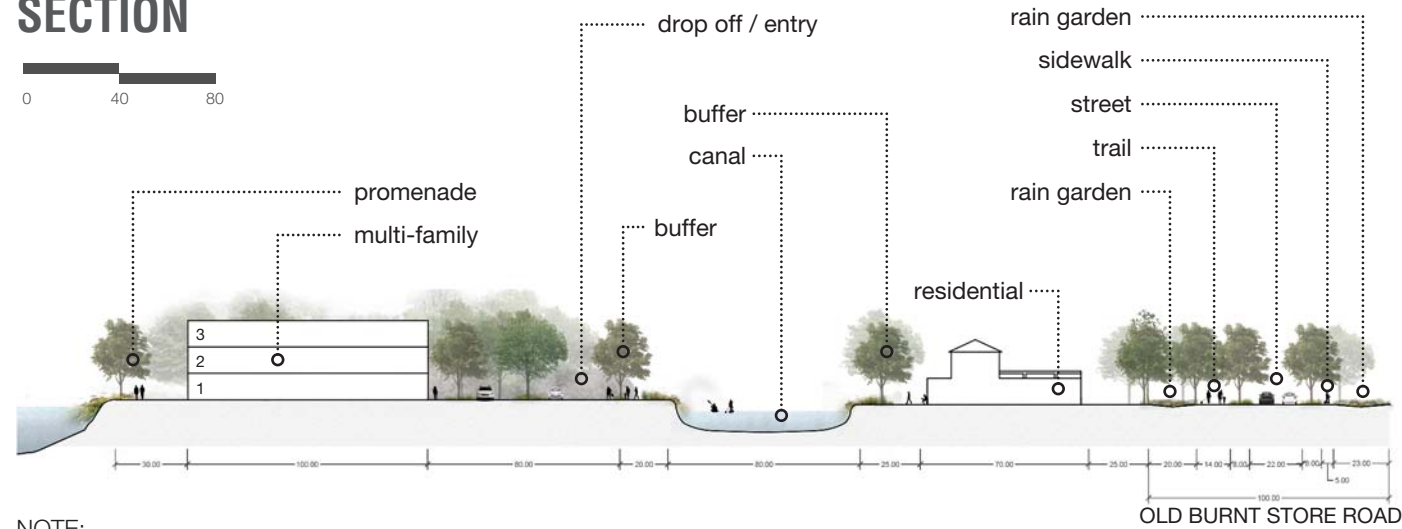 SECTION
0 40 80
drop off / entry
buffer
canal
promenade
multi-family
buffer
residential
rain garden
sidewalk
street
trail
rain garden
3
2
1
30.00 100.00 80.00 20.00 80.00 25.00 70.00 25.00 20.00 14.00 8.00 22.00 23.00
5.00
100.00
OLD BURNT STORE ROAD
NOTE: